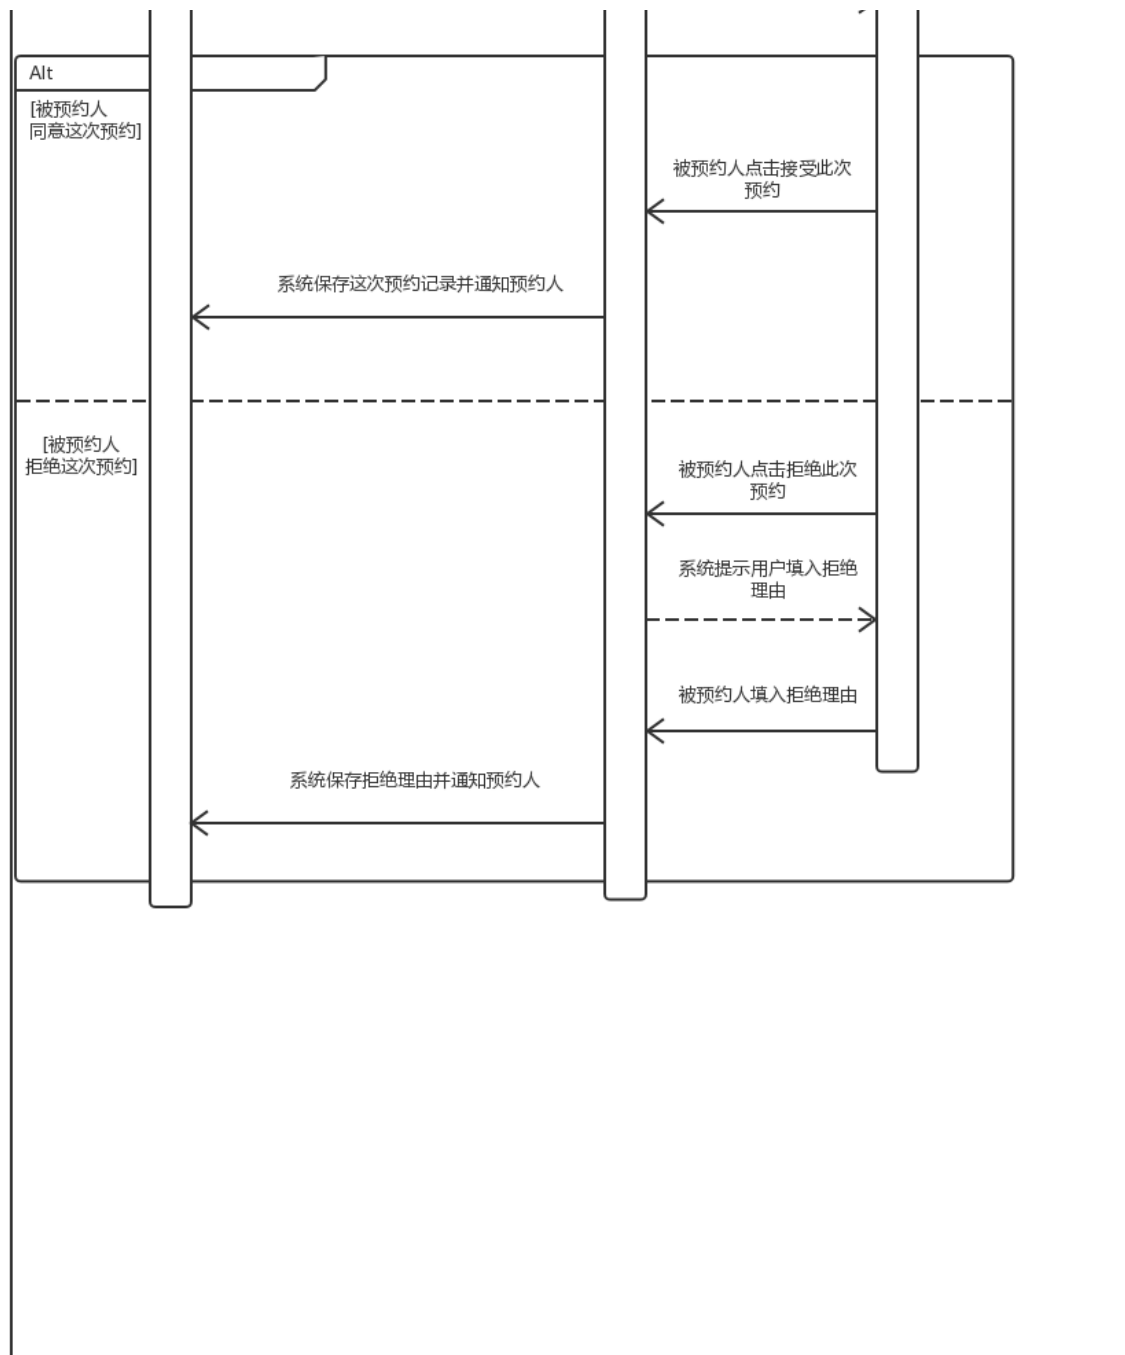 Alt
[被预约人
同意这次预约]
被预约人点击接受此次
预约
系统保存这次预约记录并通知预约人
[被预约人
拒绝这次预约]
被预约人点击拒绝此次
预约
系统提示用户填入拒绝
理由
被预约人填入拒绝理由
系统保存拒绝理由并通知预约人